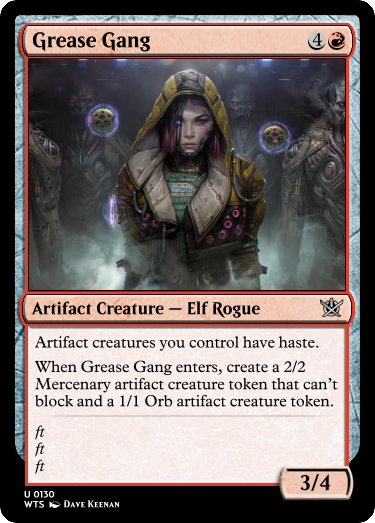 Grease Gang 4
Artifact Creature — Elf Rogue
Artifact creatures you control have haste.
When Grease Gang enters, create a 2/2
Mercenary artifact creature token that can't
block and a 1/1 Orb artifact creature token.
ft
ft
ft
3/4
U 0130
WTS Dave Keenan